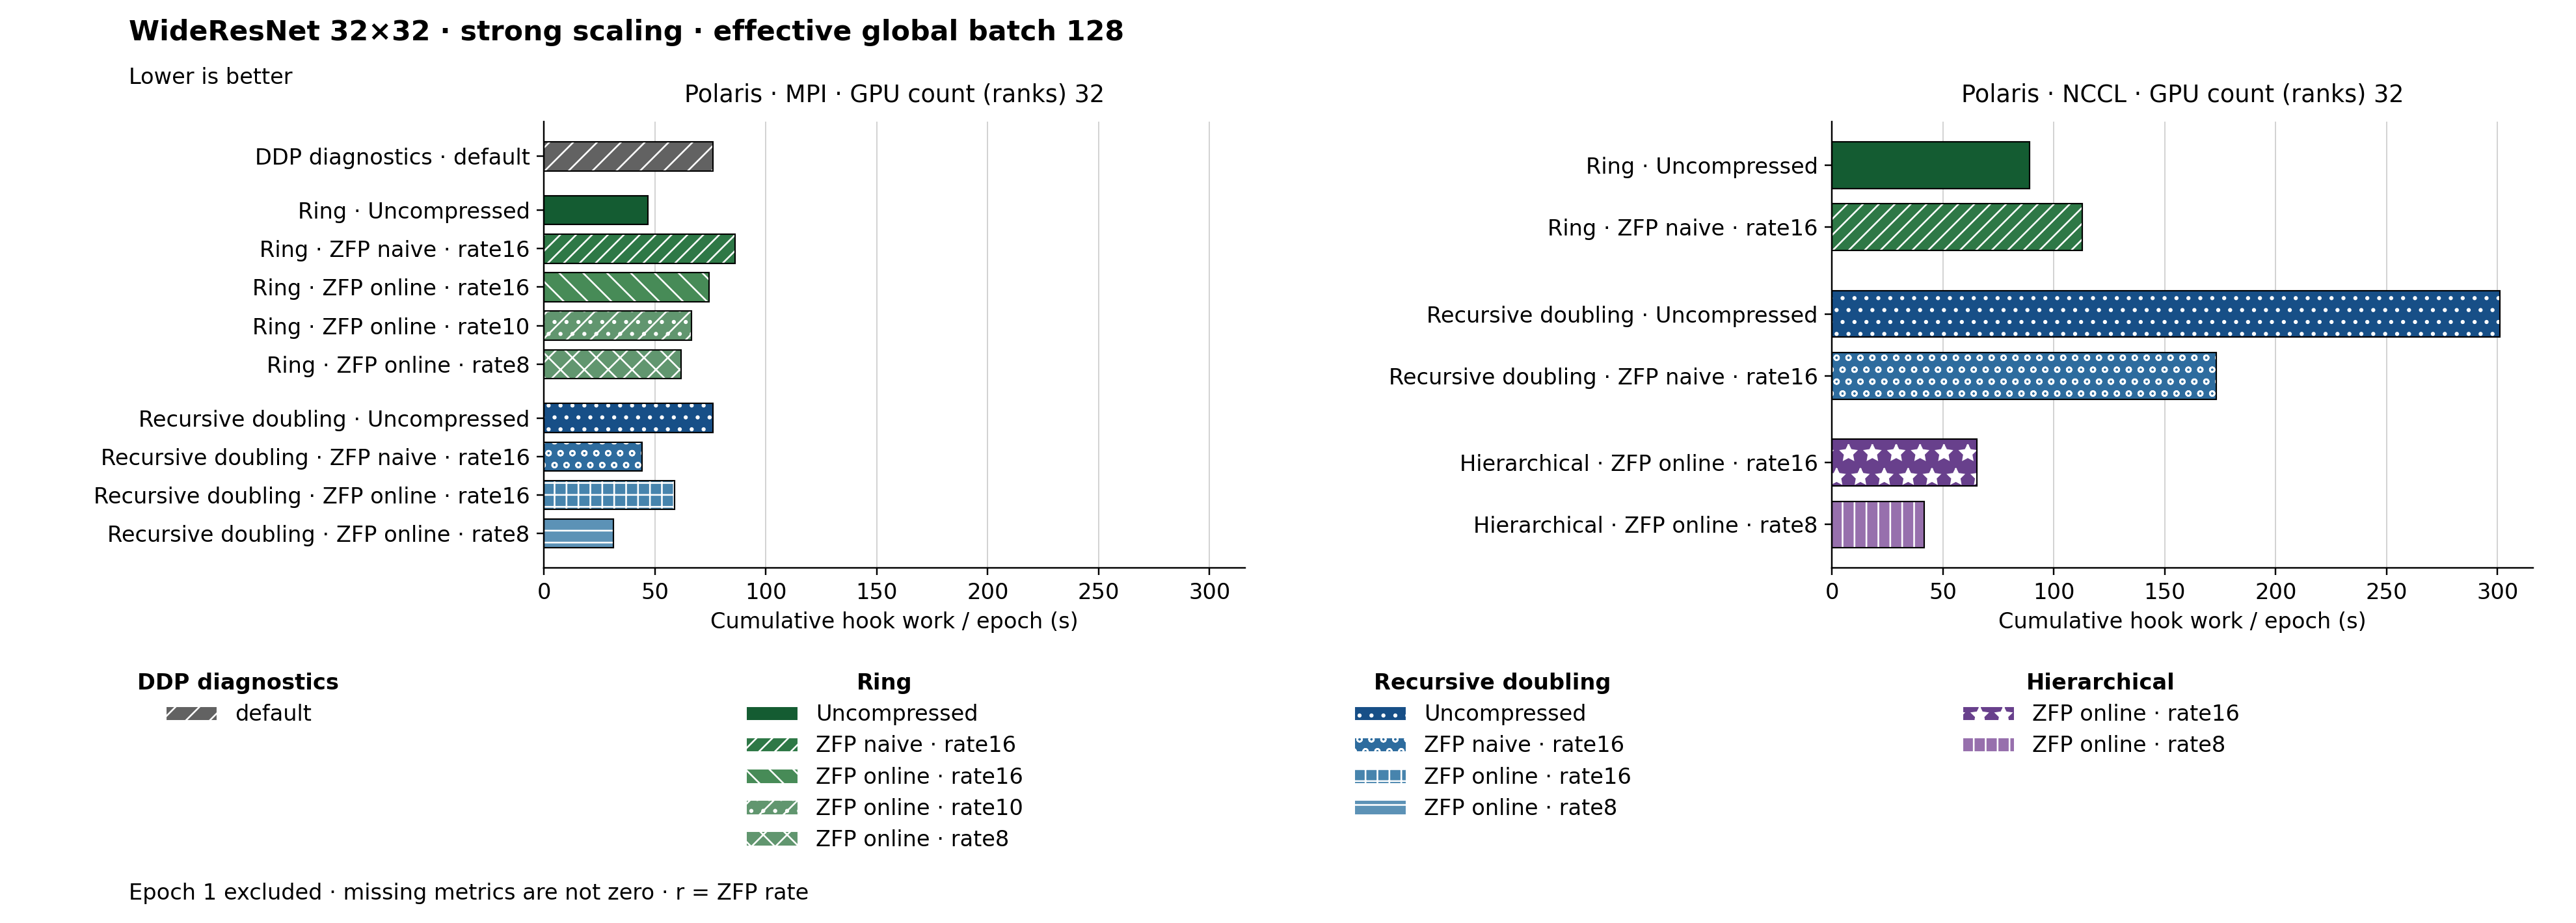 WideResNet 32×32 · strong scaling · effective global batch 128
Lower is better
Polaris · MPI · GPU count (ranks) 32
DDP diagnostics · default
Ring · Uncompressed
Ring · ZFP naive · rate16
Ring · ZFP online · rate16
Ring · ZFP online · rate10
Ring · ZFP online · rate8
Recursive doubling · Uncompressed
Recursive doubling · ZFP naive · rate16
Recursive doubling · ZFP online · rate16
Recursive doubling · ZFP online · rate8
0 50 100 150 200 250 300
Cumulative hook work / epoch (s)
Polaris · NCCL · GPU count (ranks) 32
Ring · Uncompressed
Ring · ZFP naive · rate16
Recursive doubling · Uncompressed
Recursive doubling · ZFP naive · rate16
Hierarchical · ZFP online · rate16
Hierarchical · ZFP online · rate8
0 50 100 150 200 250 300
Cumulative hook work / epoch (s)
DDP diagnostics
default
Ring
Uncompressed
ZFP naive · rate16
ZFP online · rate16
ZFP online · rate10
ZFP online · rate8
Recursive doubling
Uncompressed
ZFP naive · rate16
ZFP online · rate16
ZFP online · rate8
Hierarchical
ZFP online · rate16
ZFP online · rate8
Epoch 1 excluded · missing metrics are not zero · r = ZFP rate